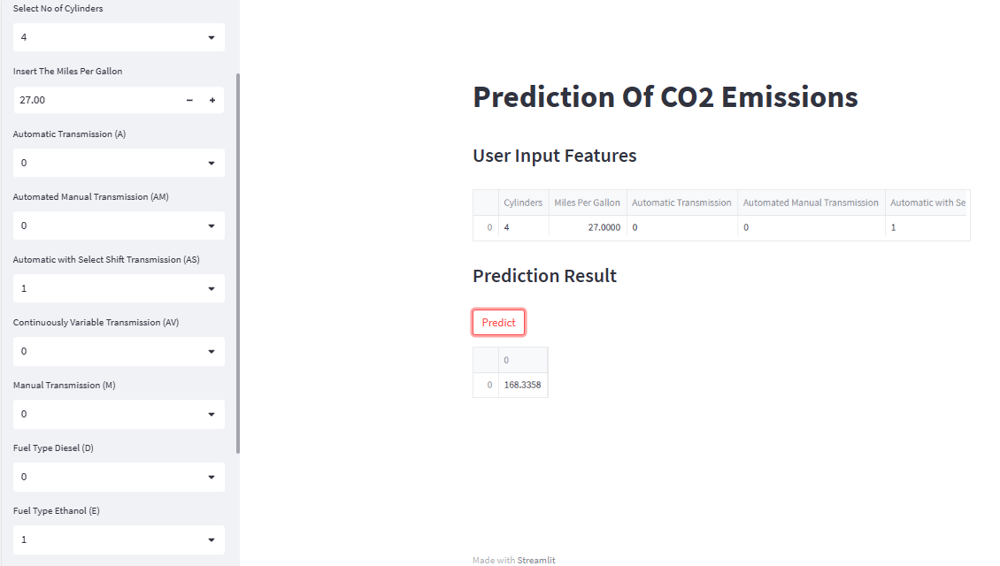 Select No of Cylinders
4
Insert The Miles Per Gallon
27.00 − +
Automatic Transmission (A)
0
Automated Manual Transmission (AM)
0
Automatic with Select Shift Transmission (AS)
1
Continuously Variable Transmission (AV)
0
Manual Transmission (M)
0
Fuel Type Diesel (D)
0
Fuel Type Ethanol (E)
1
Prediction Of CO2 Emissions
User Input Features
Cylinders Miles Per Gallon Automatic Transmission Automated Manual Transmission Automatic with Se
0 4 27.0000 0 0 1
Prediction Result
Predict
0
0 168.3358
Made with Streamlit